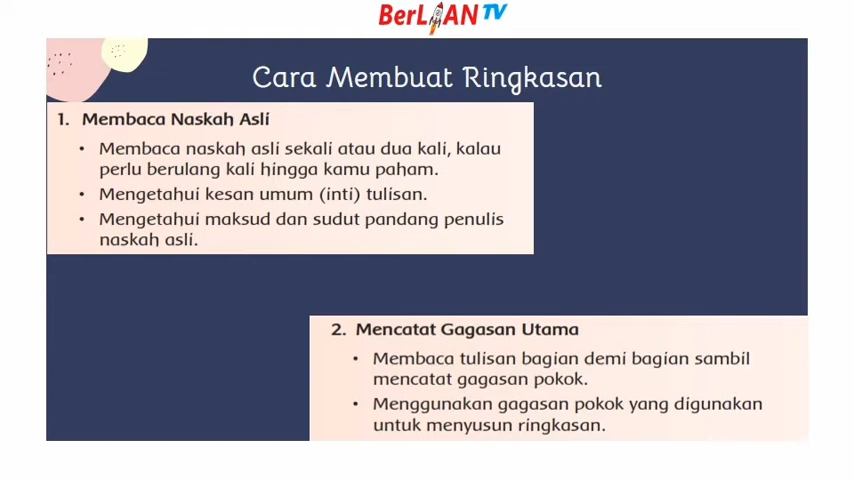 BerLIAN TV
Cara Membuat Ringkasan
1. Membaca Naskah Asli
• Membaca naskah asli sekali atau dua kali, kalau
perlu berulang kali hingga kamu paham.
• Mengetahui kesan umum (inti) tulisan.
• Mengetahui maksud dan sudut pandang penulis
naskah asli.
2. Mencatat Gagasan Utama
• Membaca tulisan bagian demi bagian sambil
mencatat gagasan pokok.
• Menggunakan gagasan pokok yang digunakan
untuk menyusun ringkasan.